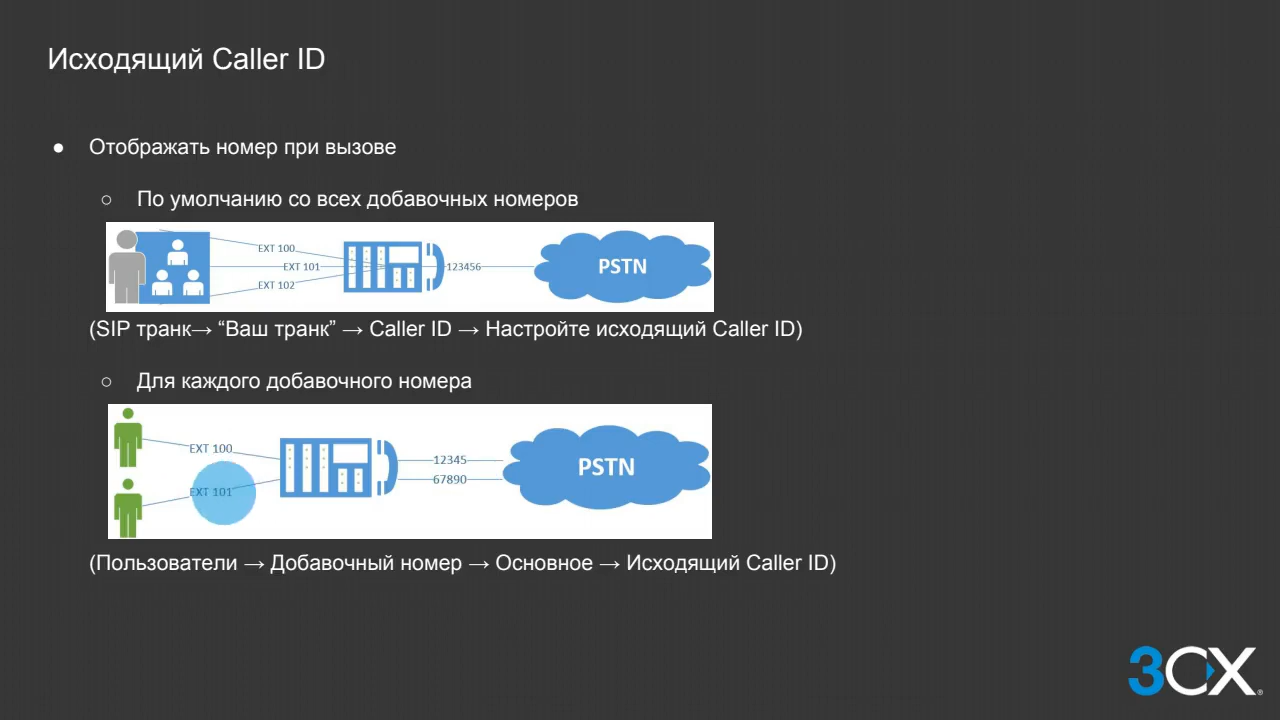 Исходящий Caller ID
● Отображать номер при вызове
○ По умолчанию со всех добавочных номеров
EXT 100
EXT 101
EXT 102
123456
PSTN
(SIP транк→ “Ваш транк” → Caller ID → Настройте исходящий Caller ID)
○ Для каждого добавочного номера
EXT 100
EXT 101
12345
67890
PSTN
(Пользователи → Добавочный номер → Основное → Исходящий Caller ID)
3CX®